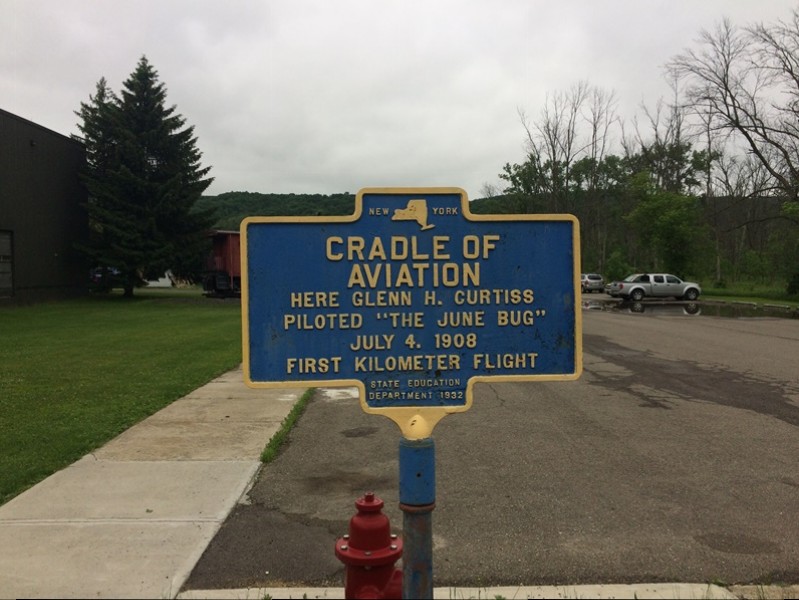 NEW YORK
CRADLE OF
AVIATION
HERE GLENN H. CURTISS
PILOTED "THE JUNE BUG"
JULY 4. 1908
FIRST KILOMETER FLIGHT
STATE EDUCATION
DEPARTMENT 1932